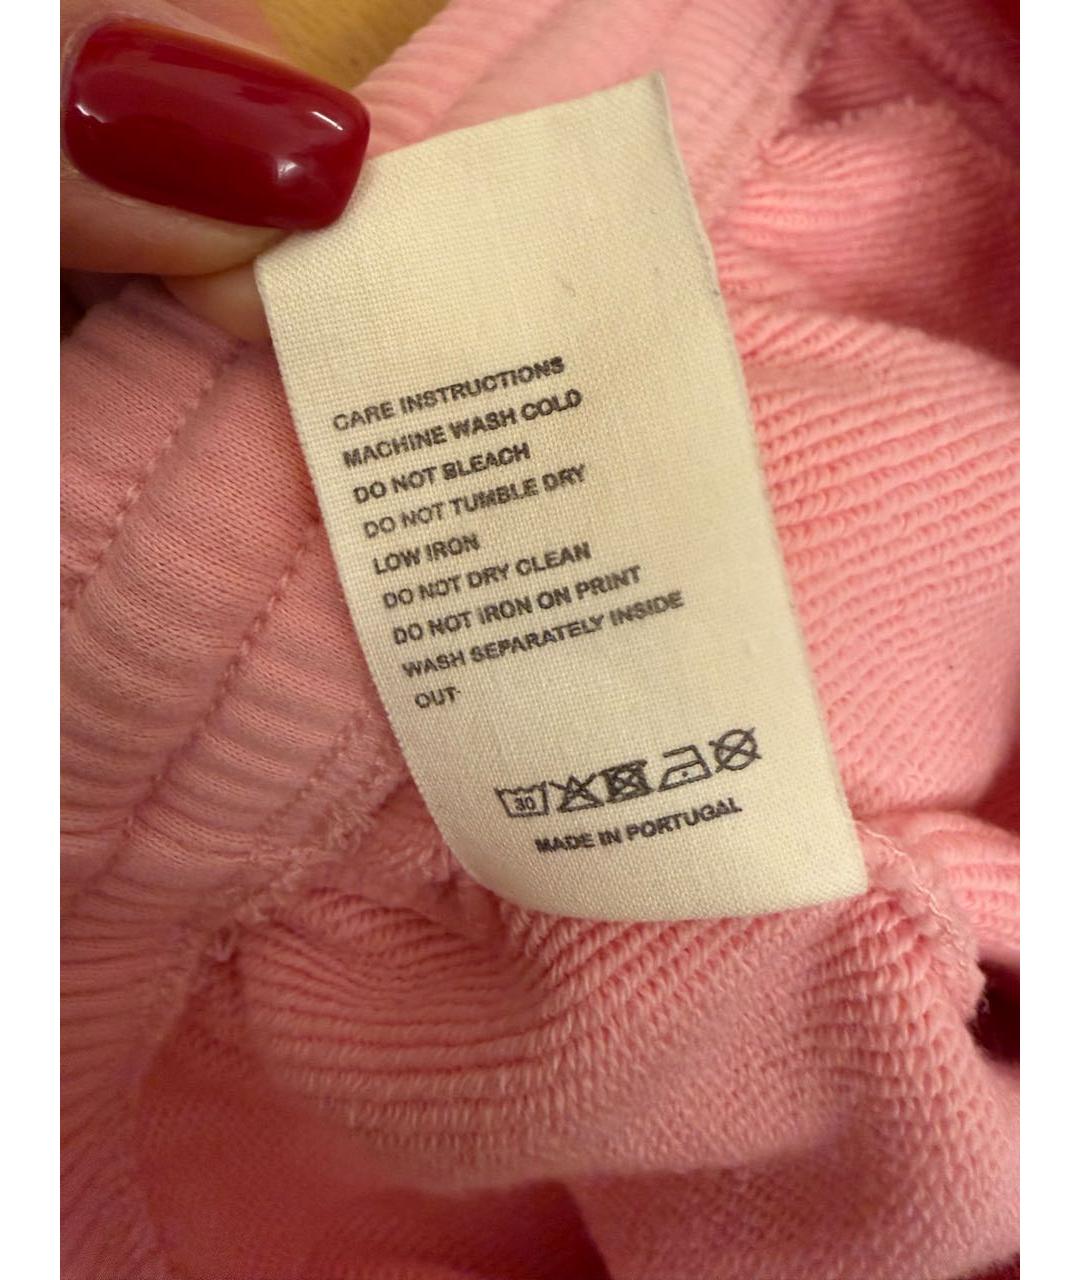 CARE INSTRUCTIONS
MACHINE WASH COLD
DO NOT BLEACH
DO NOT TUMBLE DRY
LOW IRON
DO NOT DRY CLEAN
DO NOT IRON ON PRINT
WASH SEPARATELY INSIDE
OUT
30
MADE IN PORTUGAL